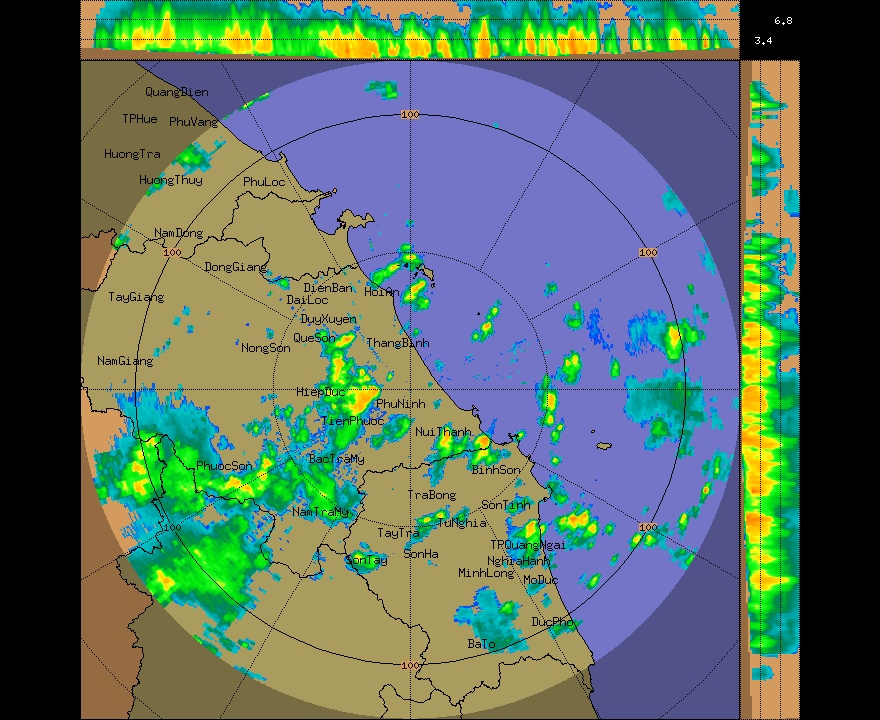 6.8
3.4
QuangDien
100
TPHue
PhuVang
HuongTra
HuongThuy
PhuLoc
NamDong
100
100
DongGiang
DienBan
HoiAn
TayGiang
DaiLoc
DuyXuyen
QueSon
ThangBinh
NongSon
NamGiang
HiepDuc
PhuNinh
TienPhuoc
NuiThanh
BacTraMy
PhuocSon
BinhSon
TraBong
SonTinh
NamTraMy
TuNghia
100
100
TayTra
TPQuangNgai
SonHa
SonTay
NghiaHanh
MinhLong
MoDuc
DucPho
BaTo
100